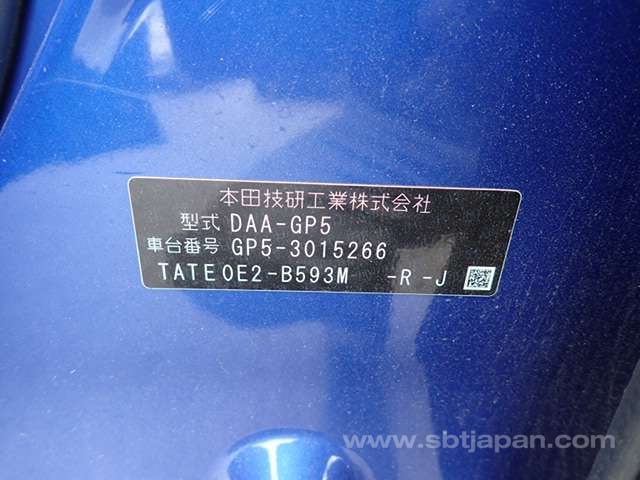 本田技研工業株式会社
型式 DAA-GP5
車台番号 GP5-3015266
TATE0E2-B593M -R -J
www.sbtjapan.com